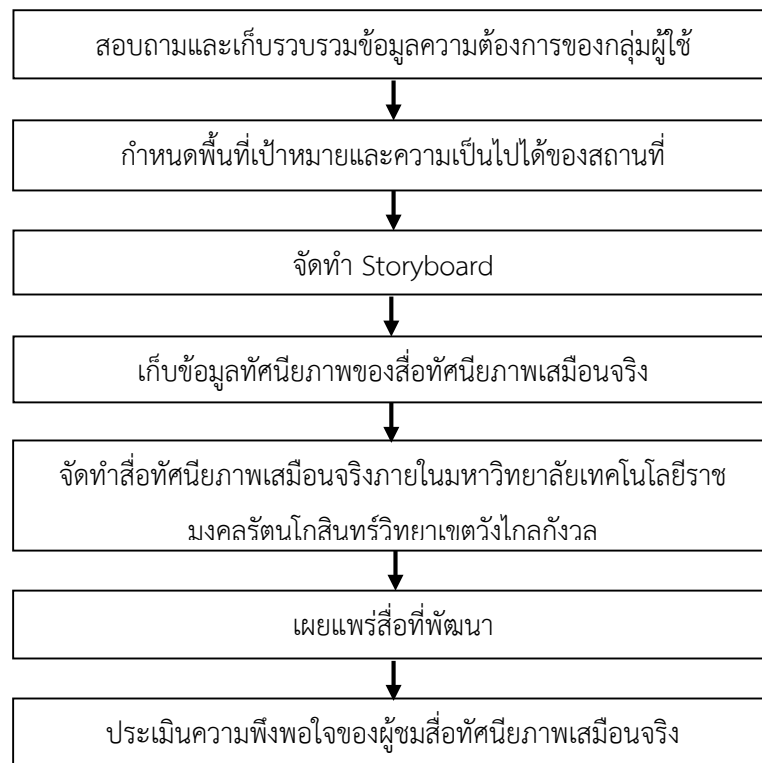 สอบถามและเก็บรวบรวมข้อมูลความต้องการของกลุ่มผู้ใช้
กำหนดพื้นที่เป้าหมายและความเป็นไปได้ของสถานที่
จัดทำ Storyboard
เก็บข้อมูลทัศนียภาพของสื่อทัศนียภาพเสมือนจริง
จัดทำสื่อทัศนียภาพเสมือนจริงภายในมหาวิทยาลัยเทคโนโลยีราช
มงคลรัตนโกสินทร์วิทยาเขตวังไกลกังวล
เผยแพร่สื่อที่พัฒนา
ประเมินความพึงพอใจของผู้ชมสื่อทัศนียภาพเสมือนจริง